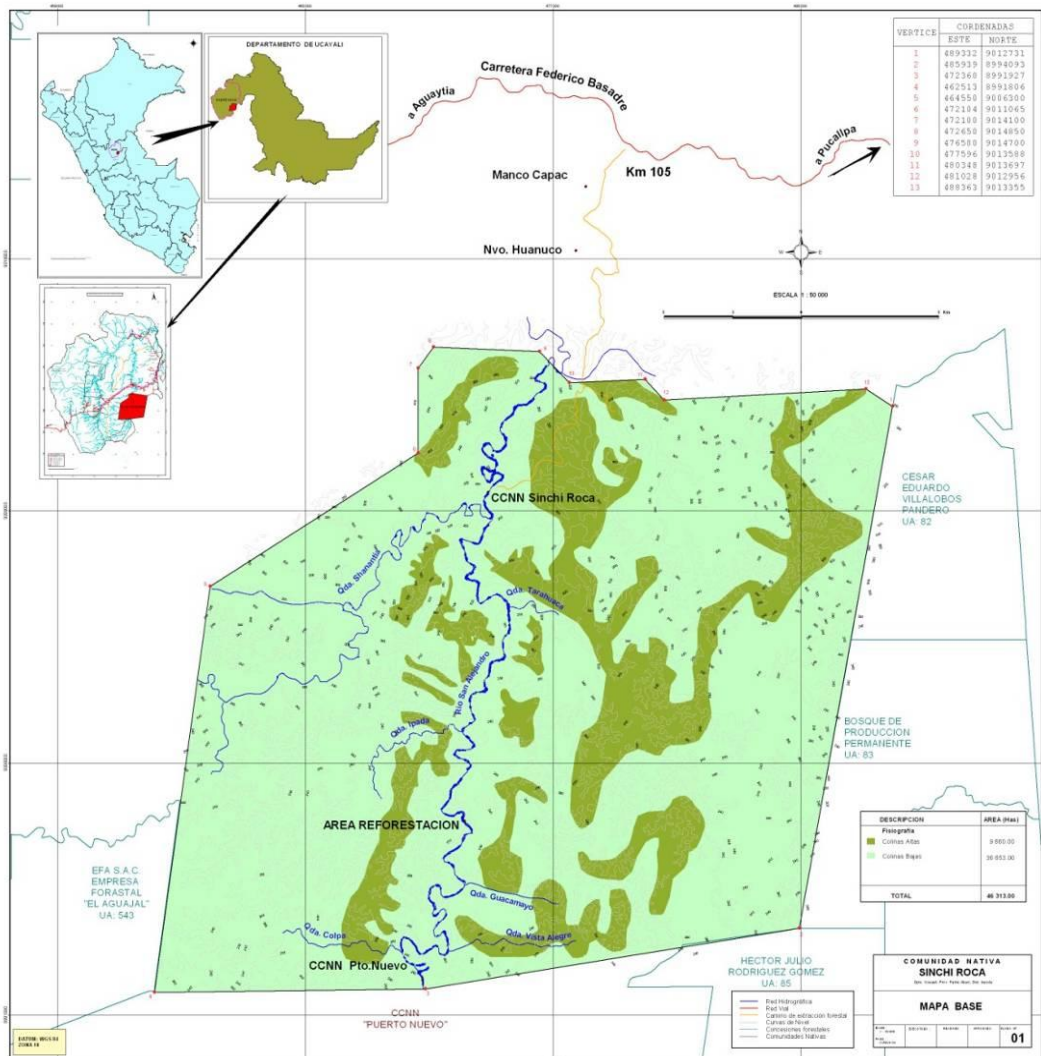 DEPARTAMENTO DE UCAYALI
a Aguaytia
Carretera Federico Basadre
a Pucallpa
Manco Capac
Km 105
Nvo. Huanuco
ESCALA 1 : 50 000
VERTICE
CORDENADAS
ESTE NORTE
1 489332 9012731
2 485939 8994093
3 472360 8991927
4 462513 8991806
5 464550 9006300
6 472104 9011065
7 472100 9014100
8 472650 9014850
9 476580 9014700
10 477596 9013588
11 480348 9013697
12 481028 9012956
13 488363 9013355
CCNN Sinchi Roca
Qda. Shanantia
Qda. Tarahuaca
Rio San Alejandro
Qda. Ipada
AREA REFORESTACION
Qda. Guacamayo
Qda. Colpa
Qda. Vista Alegre
CCNN Pto.Nuevo
CESAR
EDUARDO
VILLALOBOS
PANDERO
UA: 82
BOSQUE DE
PRODUCCION
PERMANENTE
UA: 83
EFA S.A.C.
EMPRESA
FORASTAL
"EL AGUAJAL"
UA: 543
HECTOR JULIO
RODRIGUEZ GOMEZ
UA: 85
CCNN
"PUERTO NUEVO"
DESCRIPCION AREA (Has)
Fisiografia
Colinas Altas
Colinas Bajas
TOTAL 46 313.00
Red Hidrográfica
Red Vial
Camino de extracción forestal
Curvas de Nivel
Concesiones forestales
Comunidades Nativas
COMUNIDAD NATIVA
SINCHI ROCA
MAPA BASE
01